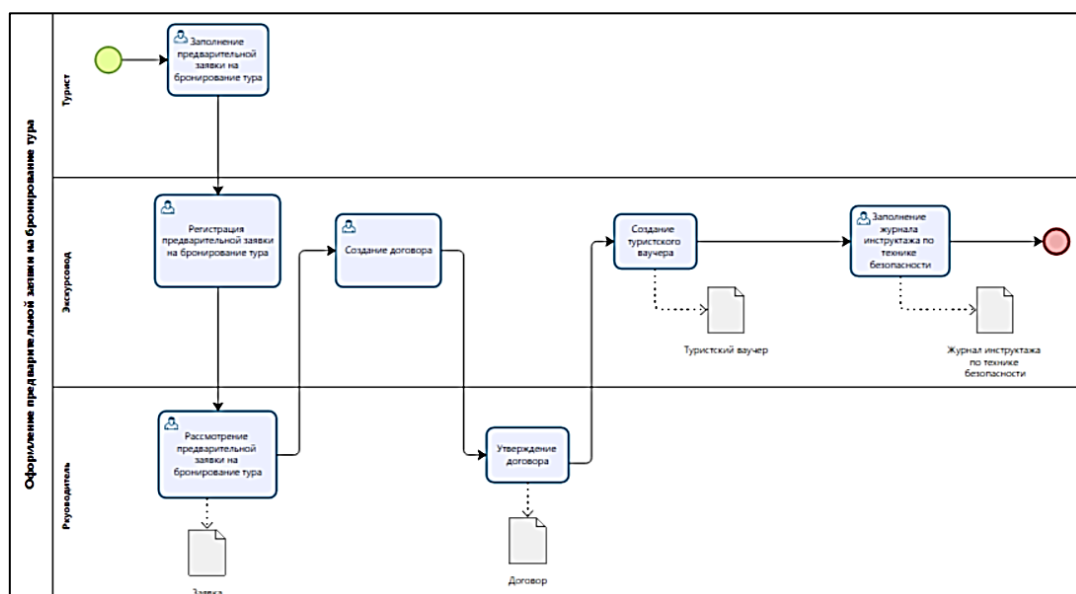 Оформление предварительной заявки на бронирование тура
Турист
Заполнение
предварительной
заявки на
бронирование тура
Экскурсовод
Регистрация
предварительной заявки
на бронирование тура
Создание договора
Создание
туристского
ваучера
Заполнение
журнала
инструктажа по
технике
безопасности
Туристский ваучер
Журнал инструктажа
по технике
безопасности
Ркуоводитель
Рассмотрение
предварительной
заявки на
бронирование тура
Утверждение
договора
Заявка
Договор